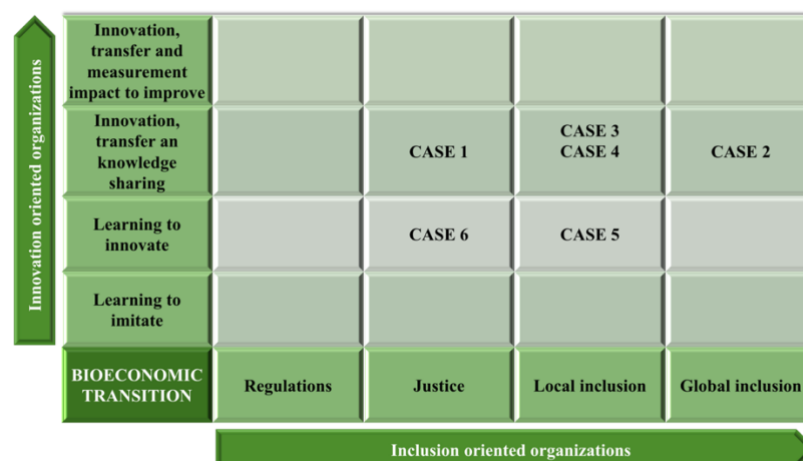 Innovation oriented organizations
Innovation,
transfer and
measurement
impact to improve
Innovation,
transfer an
knowledge
sharing
CASE 1
CASE 3
CASE 4
CASE 2
Learning to
innovate
CASE 6
CASE 5
Learning to
imitate
BIOECONOMIC
TRANSITION
Regulations
Justice
Local inclusion
Global inclusion
Inclusion oriented organizations